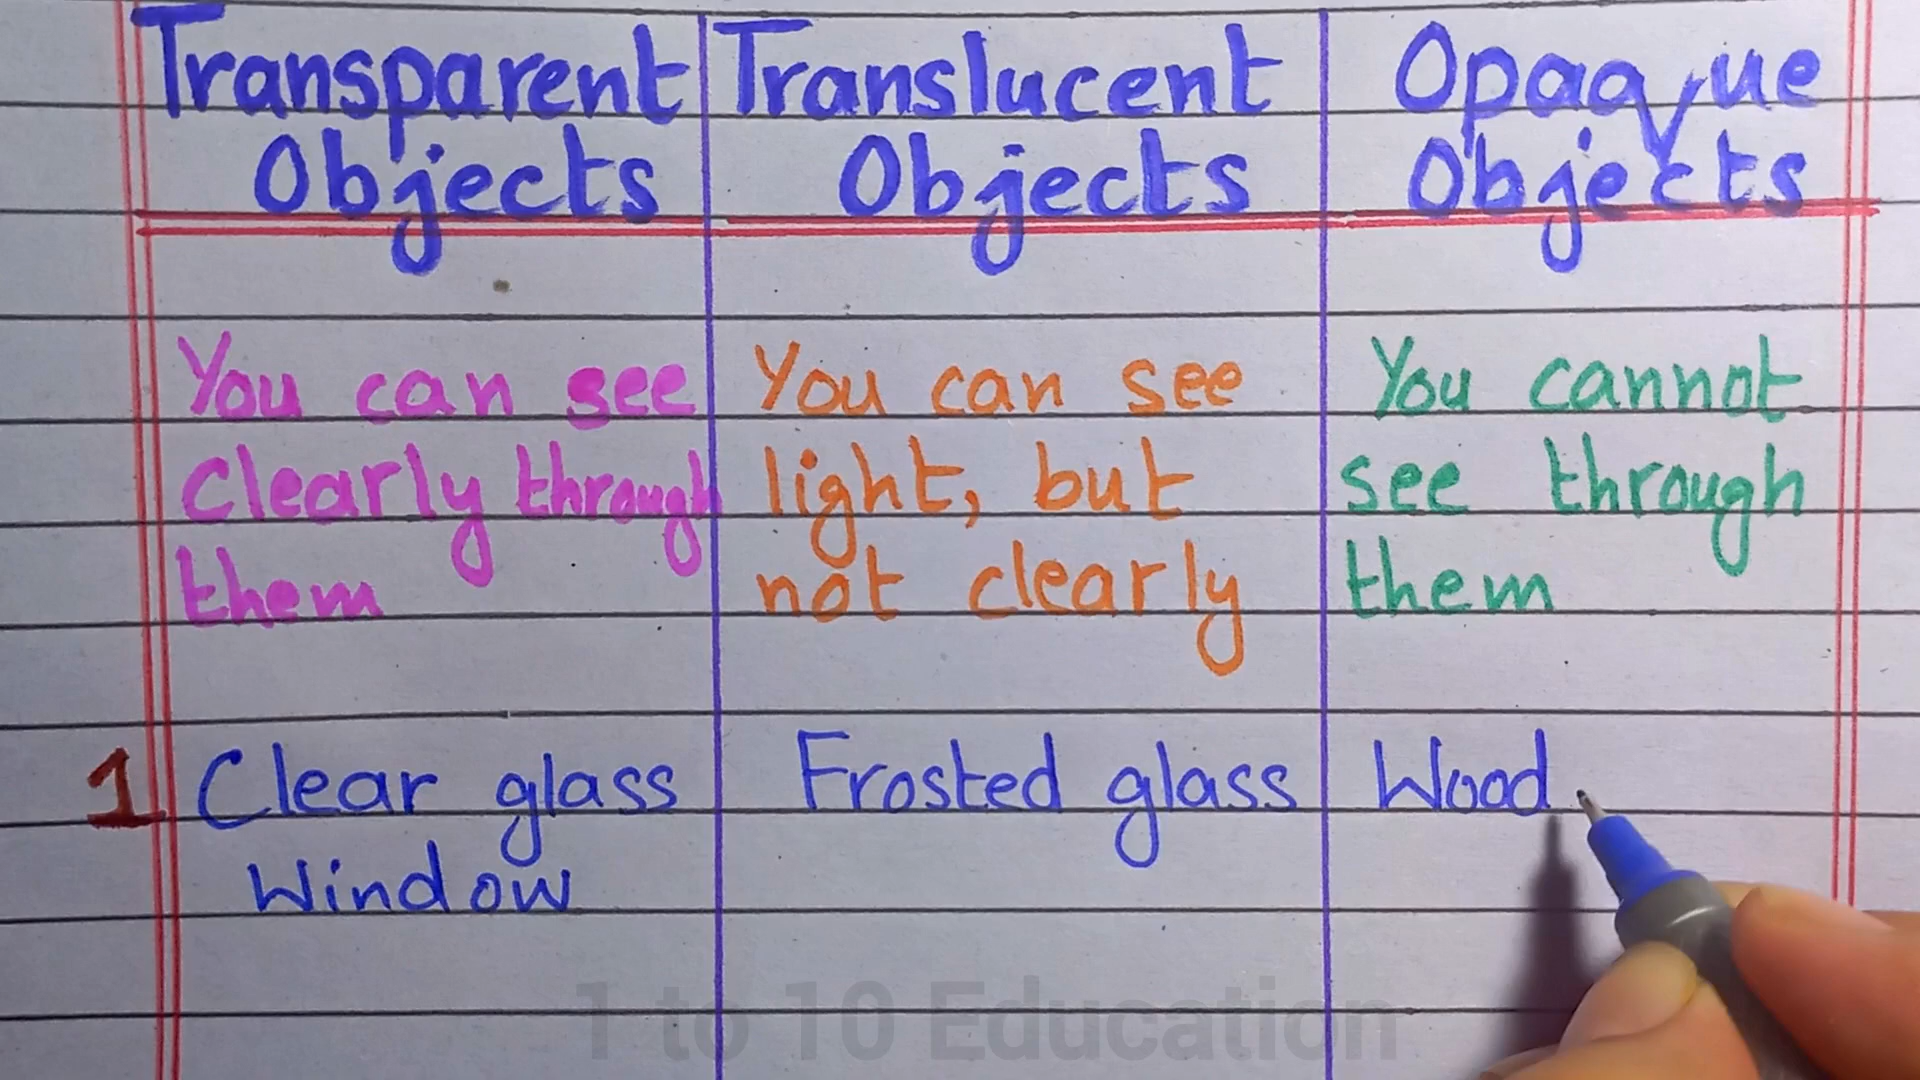 Transparent
Objects
Translucent
Objects
Opaque
Objects
You can see
clearly through
them
You can see
light, but
not clearly
You cannot
see through
them
1
Clear glass
Window
Frosted glass
Wood
1 to 10 Education